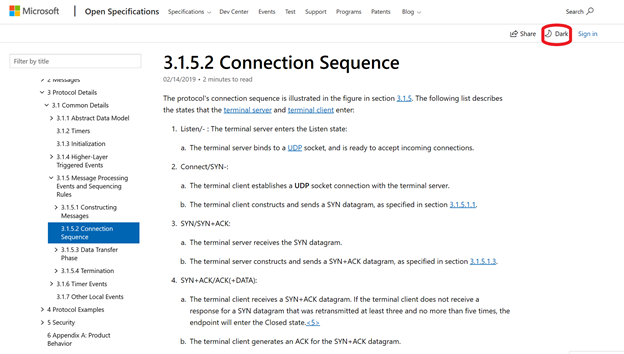 Microsoft Open Specifications Specifications Dev Center Events Test Support Programs Patents Blog Search
Share Dark Sign in
Filter by title
2 Messages
3 Protocol Details
3.1 Common Details
3.1.1 Abstract Data Model
3.1.2 Timers
3.1.3 Initialization
3.1.4 Higher-Layer
Triggered Events
3.1.5 Message Processing
Events and Sequencing
Rules
3.1.5.1 Constructing
Messages
3.1.5.2 Connection
Sequence
3.1.5.3 Data Transfer
Phase
3.1.5.4 Termination
3.1.6 Timer Events
3.1.7 Other Local Events
4 Protocol Examples
5 Security
6 Appendix A: Product
Behavior
3.1.5.2 Connection Sequence
02/14/2019 • 2 minutes to read
The protocol's connection sequence is illustrated in the figure in section 3.1.5. The following list describes
the states that the terminal server and terminal client enter:
1. Listen/- : The terminal server enters the Listen state:
a. The terminal server binds to a UDP socket, and is ready to accept incoming connections.
2. Connect/SYN-:
a. The terminal client establishes a UDP socket connection with the terminal server.
b. The terminal client constructs and sends a SYN datagram, as specified in section 3.1.5.1.1.
3. SYN/SYN+ACK:
a. The terminal server receives the SYN datagram.
b. The terminal server constructs and sends a SYN+ACK datagram, as specified in section 3.1.5.1.3.
4. SYN+ACK/ACK(+DATA):
a. The terminal client receives a SYN+ACK datagram. If the terminal client does not receive a
response for a SYN datagram that was retransmitted at least three and no more than five times, the
endpoint will enter the Closed state.<5>
b. The terminal client generates an ACK for the SYN+ACK datagram.